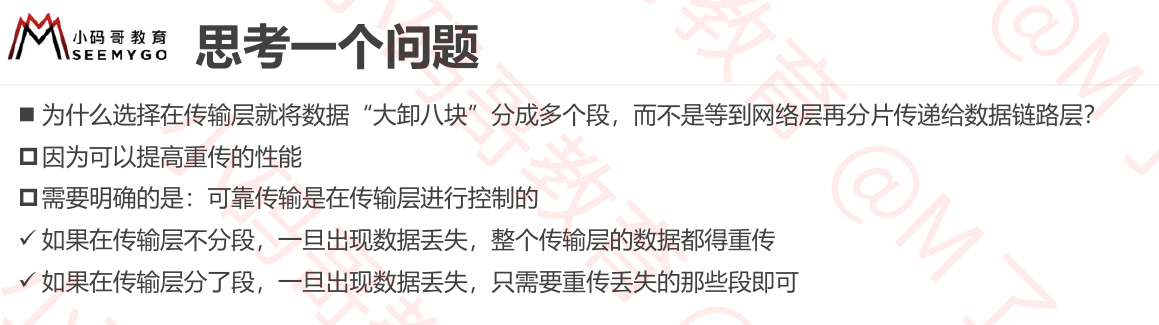 小码哥教育
SEEMYGO
思考一个问题
■ 为什么选择在传输层就将数据“大卸八块”分成多个段，而不是等到网络层再分片传递给数据链路层？
因为可以提高重传的性能
需要明确的是：可靠传输是在传输层进行控制的
✓ 如果在传输层不分段，一旦出现数据丢失，整个传输层的数据都得重传
✓ 如果在传输层分了段，一旦出现数据丢失，只需要重传丢失的那些段即可